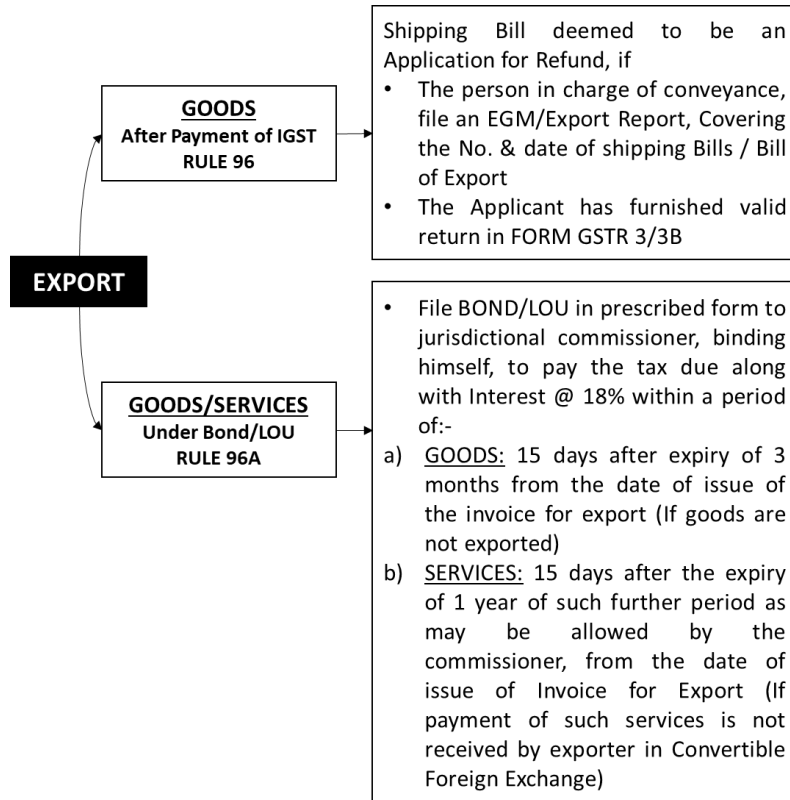 EXPORT
GOODS
After Payment of IGST
RULE 96
Shipping Bill deemed to be an
Application for Refund, if
• The person in charge of conveyance,
file an EGM/Export Report, Covering
the No. & date of shipping Bills / Bill
of Export
• The Applicant has furnished valid
return in FORM GSTR 3/3B
GOODS/SERVICES
Under Bond/LOU
RULE 96A
• File BOND/LOU in prescribed form to
jurisdictional commissioner, binding
himself, to pay the tax due along
with Interest @ 18% within a period
of:-
a) GOODS: 15 days after expiry of 3
months from the date of issue of
the invoice for export (If goods are
not exported)
b) SERVICES: 15 days after the expiry
of 1 year of such further period as
may be allowed by the
commissioner, from the date of
issue of Invoice for Export (If
payment of such services is not
received by exporter in Convertible
Foreign Exchange)